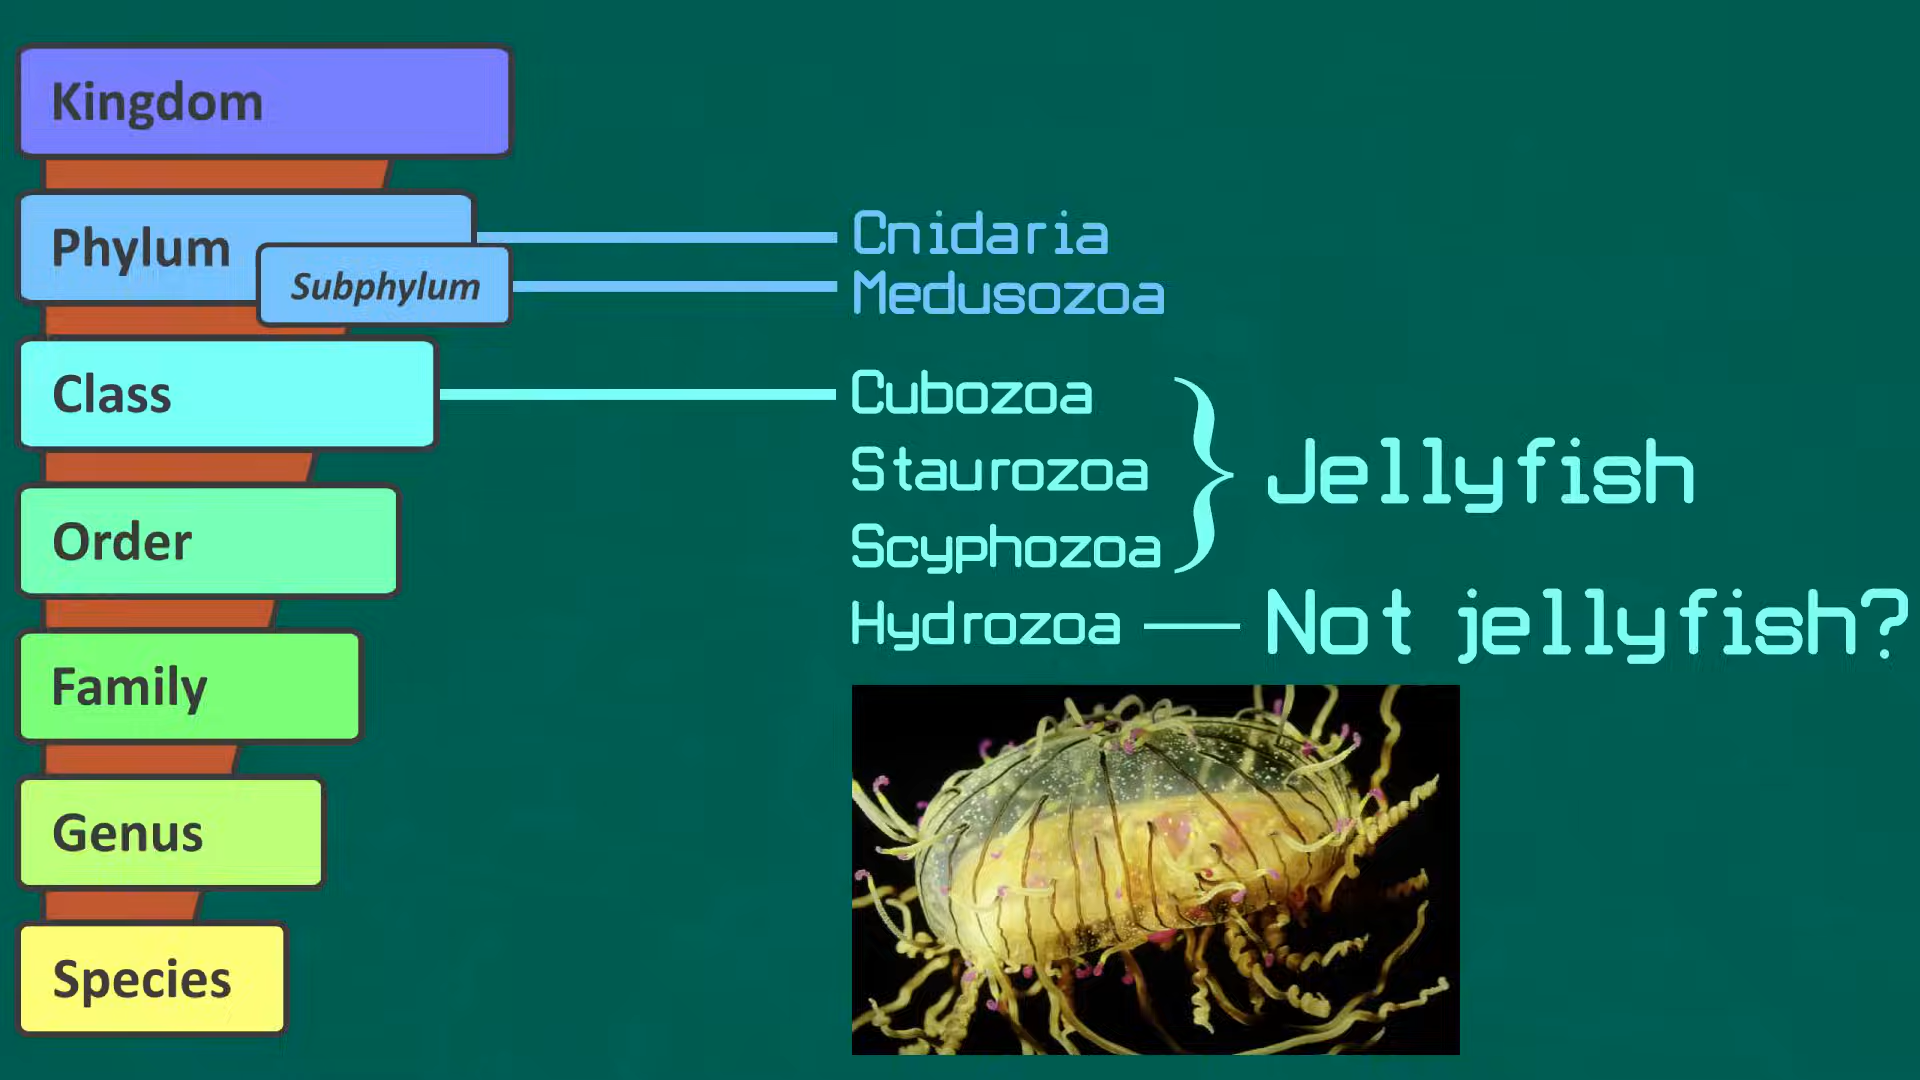 Kingdom
Phylum
Subphylum
Class
Order
Family
Genus
Species
Cnidaria
Medusozoa
Cubozoa
Staurozoa
Scyphozoa
Jellyfish
Hydrozoa
Not jellyfish?